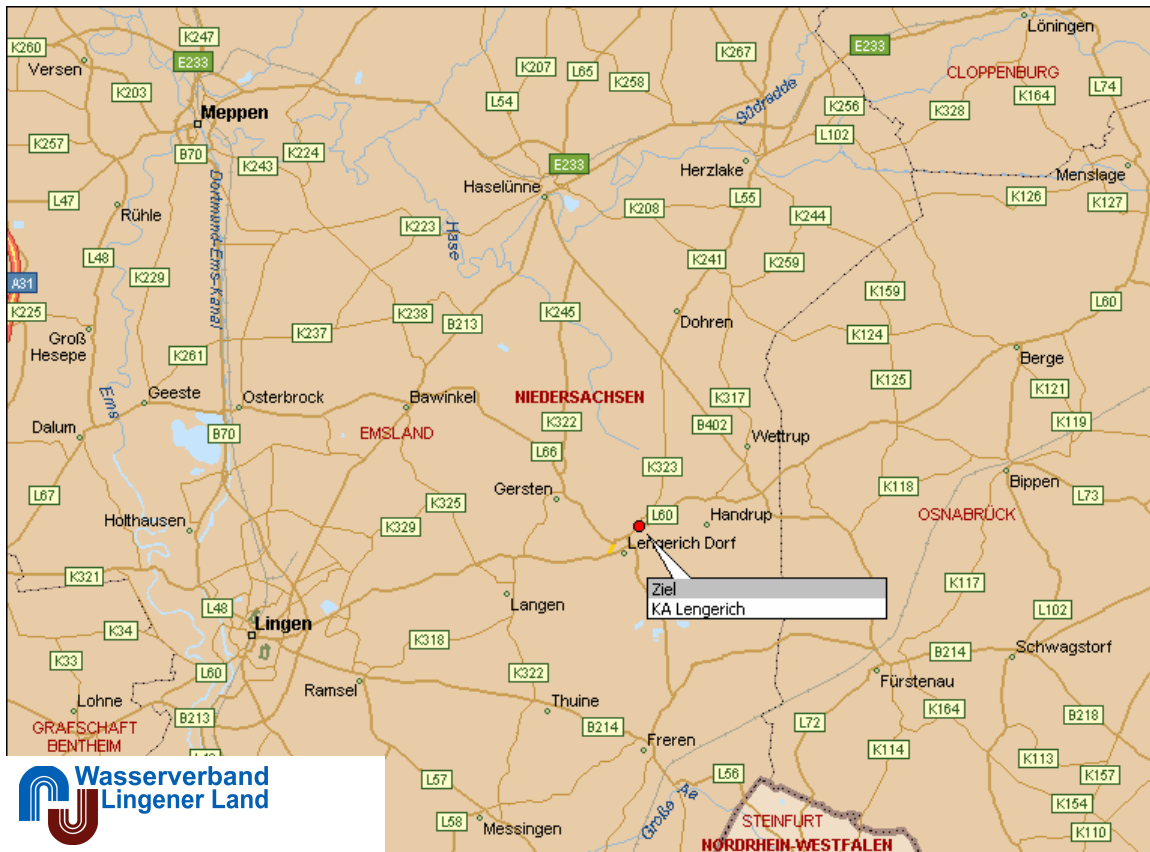 K247
Löningen
K260
E233
K267
E233
Versen
K207
L65
K258
CLOPPENBURG
L74
K203
L54
Südradde
K256
K164
K328
Meppen
L102
K257
B70
K243
K224
E233
Herzlake
Menslage
Haselünne
L47
Rühle
Dortmund-Ems-Kanal
K223
Hase
K208
L55
K244
K126
K127
L48
K241
K259
A31
K229
K159
L60
K225
K238
B213
K245
Dohren
K237
K124
Groß
Hesepe
K261
Berge
Ems
Geeste
Osterbrock
Bawinkel
NIEDERSACHSEN
K317
K125
K121
Dalum
B70
EMSLAND
K322
B402
Wettrup
K119
L66
K323
Bippen
L67
Gersten
K118
L73
K325
Holthausen
K329
L60
Handrup
OSNABRÜCK
Lengerich Dorf
K321
Ziel
KA Lengerich
K117
L48
Langen
L102
K34
Lingen
K318
B214
Schwagstorf
K33
L60
K322
Fürstenau
Ramsel
Lohne
Thuine
K164
B218
GRAFSCHAFT
BENTHEIM
B213
B214
L72
Freren
K114
K113
L56
K157
Wasserverband
Lingener Land
L57
Große Aa
K154
L58
Messingen
STEINFURT
K110
NORDRHEIN-WESTFALEN